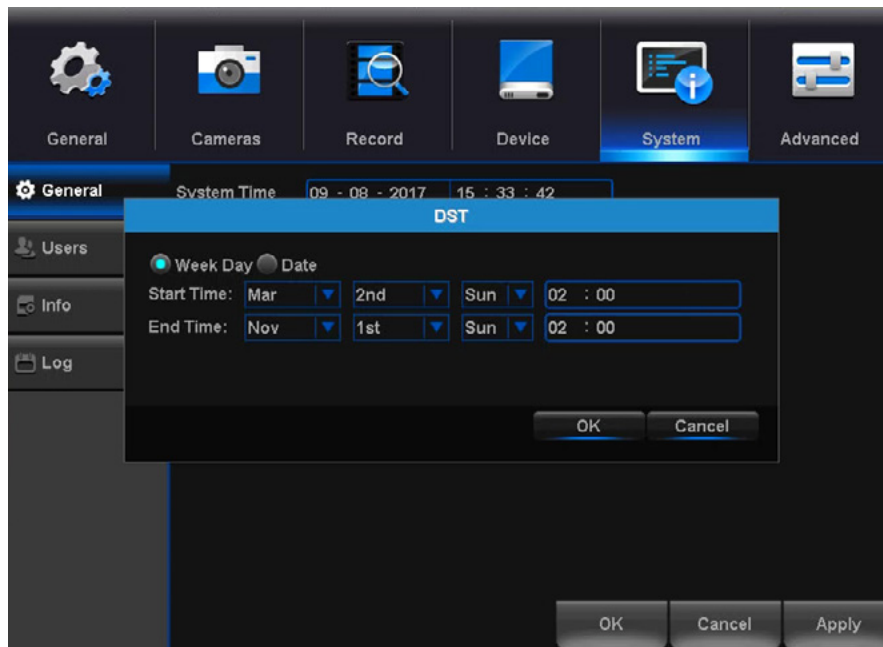 General Cameras Record Device System Advanced
General
System Time 09 - 08 - 2017 15 : 33 : 42
DST
Users
Week Day Date
Start Time: Mar 2nd Sun 02 : 00
Info
End Time: Nov 1st Sun 02 : 00
Log
OK Cancel
OK Cancel Apply